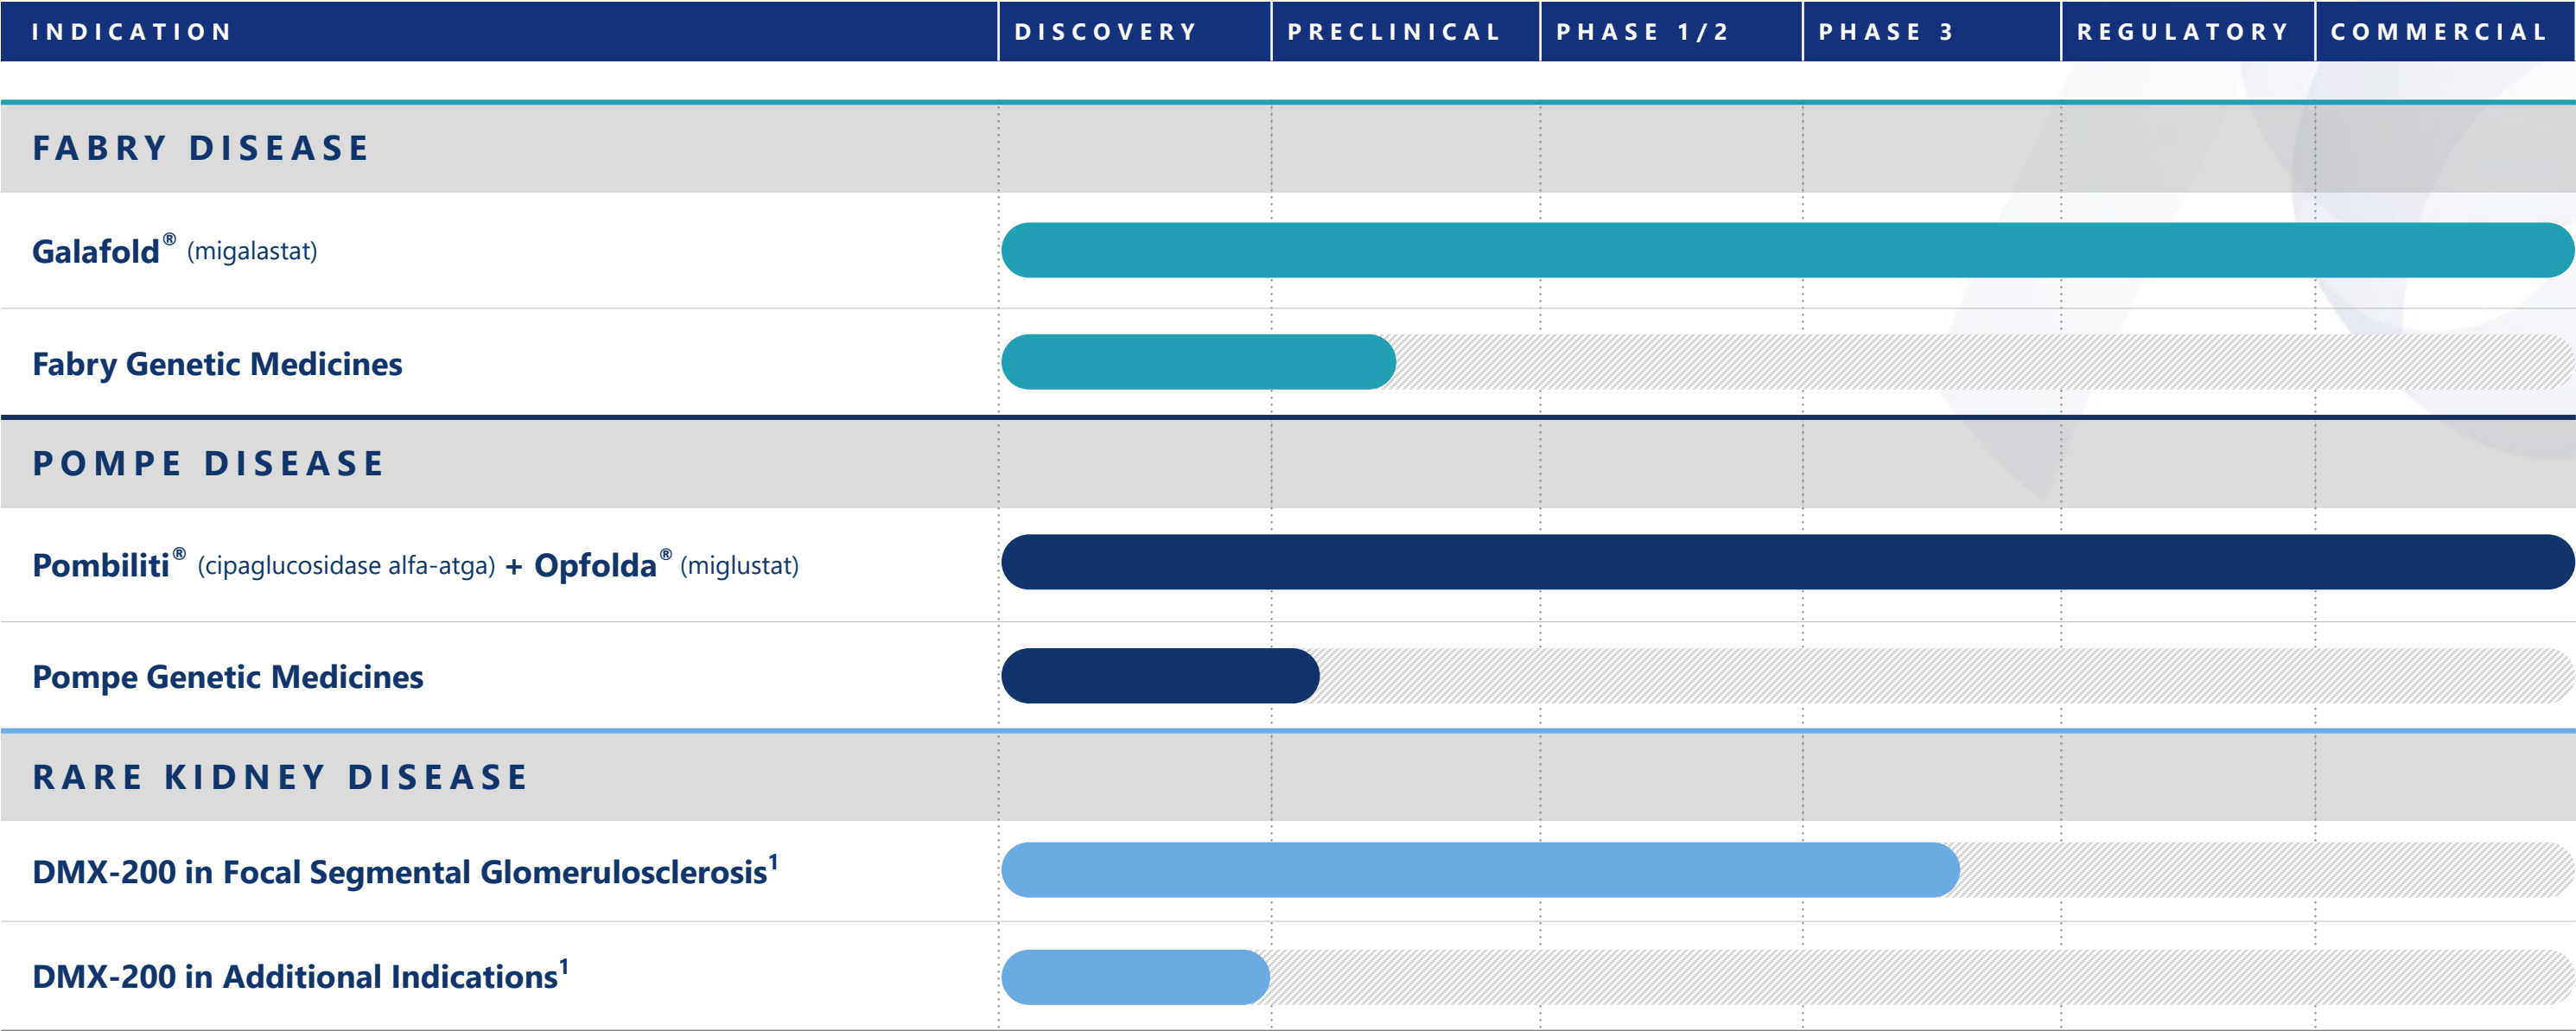 INDICATION DISCOVERY PRECLINICAL PHASE 1/2 PHASE 3 REGULATORY COMMERCIAL
FABRY DISEASE
Galafold® (migalastat)
Fabry Genetic Medicines
POMPE DISEASE
Pombiliti® (cipaglucosidase alfa-atga) + Opfolda® (miglustat)
Pompe Genetic Medicines
RARE KIDNEY DISEASE
DMX-200 in Focal Segmental Glomerulosclerosis¹
DMX-200 in Additional Indications¹